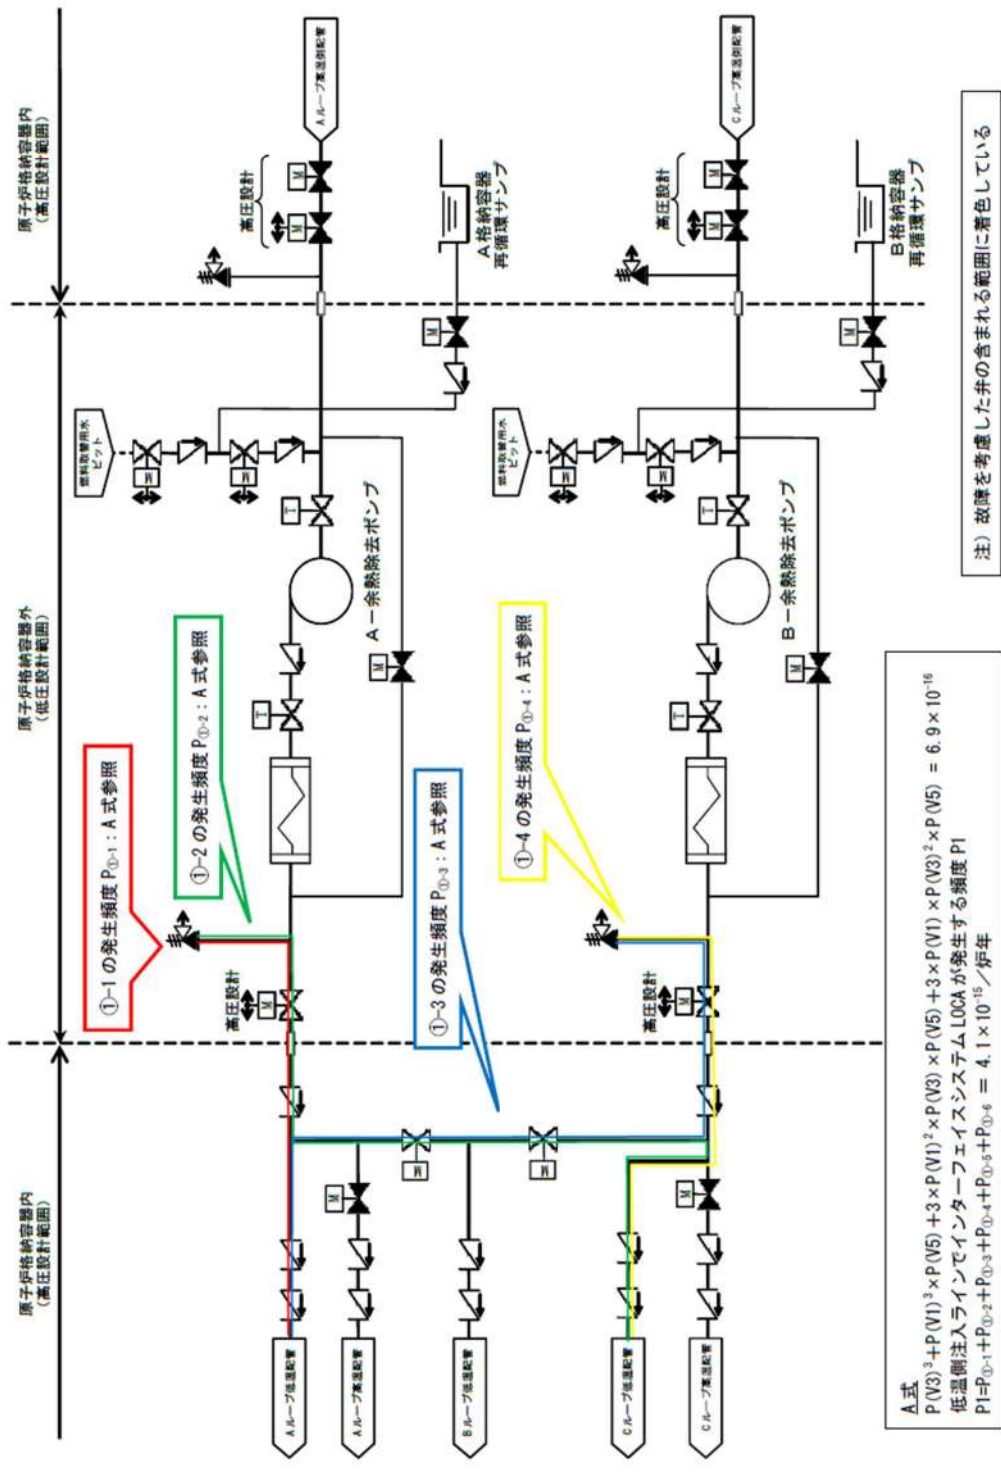 原子炉格納容器内
(高圧設計範囲)
原子炉格納容器外
(低圧設計範囲)
原子炉格納容器内
(高圧設計範囲)
Aループ高温側配管
高圧設計
M
M
A格納容器
再循環サンプ
M
燃料取替用水
ピット
M
M
T
A－余熱除去ポンプ
M
T
①-1の発生頻度P①-1：A式参照
①-2の発生頻度P①-2：A式参照
高圧設計
M
Aループ低温配管
Aループ高温配管
M
M
Bループ低温配管
M
①-3の発生頻度P①-3：A式参照
Cループ高温側配管
高圧設計
M
M
B格納容器
再循環サンプ
M
燃料取替用水
ピット
M
M
T
B－余熱除去ポンプ
M
T
①-4の発生頻度P①-4：A式参照
高圧設計
M
Cループ低温配管
Cループ高温配管
M
注) 故障を考慮した弁の含まれる範囲に着色している
A式
P(V3)³+P(V1)³×P(V5)+3×P(V1)²×P(V3)×P(V5)+3×P(V1)×P(V3)²×P(V5) = 6.9×10⁻¹⁶
低温側注入ラインでインターフェイスシステムLOCAが発生する頻度P1
P1=P①-1+P①-2+P①-3+P①-4+P①-5+P①-6 = 4.1×10⁻¹⁵／炉年